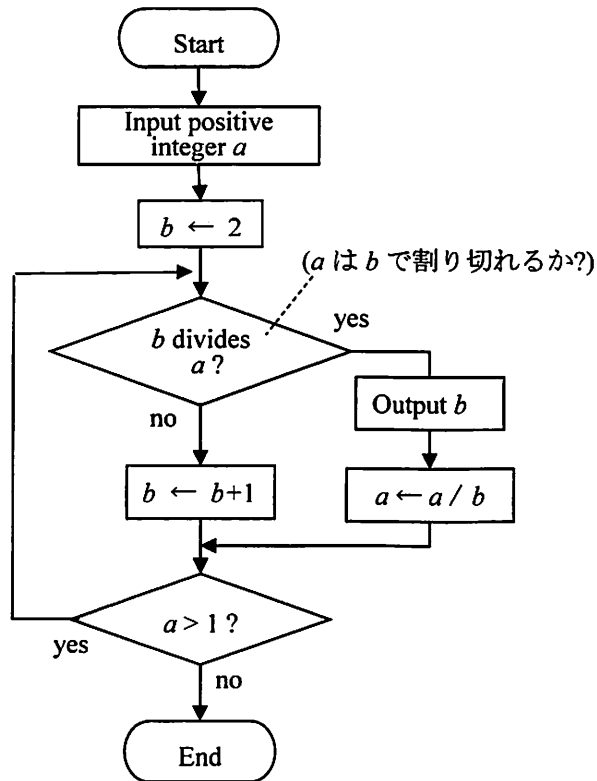 Start
Input positive
integer a
b ← 2
(a は b で割り切れるか?)
b divides
a ?
yes
no
Output b
b ← b+1
a ← a / b
a > 1 ?
yes
no
End